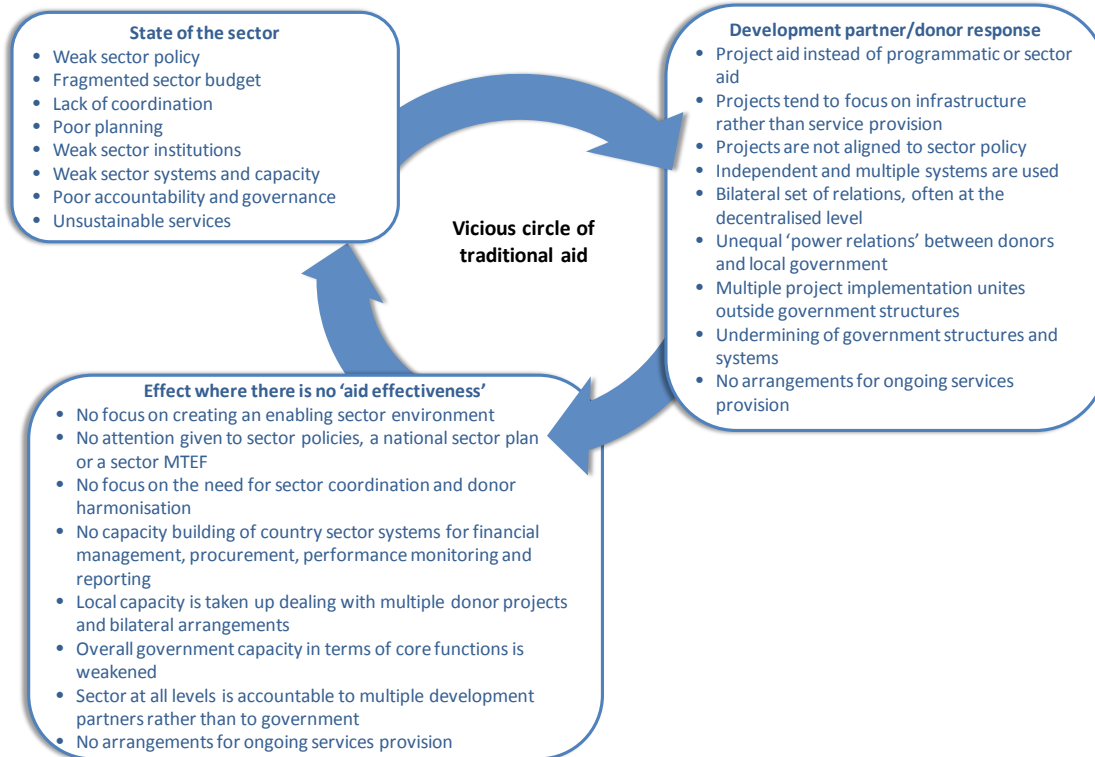 State of the sector
• Weak sector policy
• Fragmented sector budget
• Lack of coordination
• Poor planning
• Weak sector institutions
• Weak sector systems and capacity
• Poor accountability and governance
• Unsustainable services
Development partner/donor response
• Project aid instead of programmatic or sector
aid
• Projects tend to focus on infrastructure
rather than service provision
• Projects are not aligned to sector policy
• Independent and multiple systems are used
• Bilateral set of relations, often at the
decentralised level
• Unequal ‘power relations’ between donors
and local government
• Multiple project implementation unites
outside government structures
• Undermining of government structures and
systems
• No arrangements for ongoing services
provision
Vicious circle of
traditional aid
Effect where there is no ‘aid effectiveness’
• No focus on creating an enabling sector environment
• No attention given to sector policies, a national sector plan
or a sector MTEF
• No focus on the need for sector coordination and donor
harmonisation
• No capacity building of country sector systems for financial
management, procurement, performance monitoring and
reporting
• Local capacity is taken up dealing with multiple donor projects
and bilateral arrangements
• Overall government capacity in terms of core functions is
weakened
• Sector at all levels is accountable to multiple development
partners rather than to government
• No arrangements for ongoing services provision